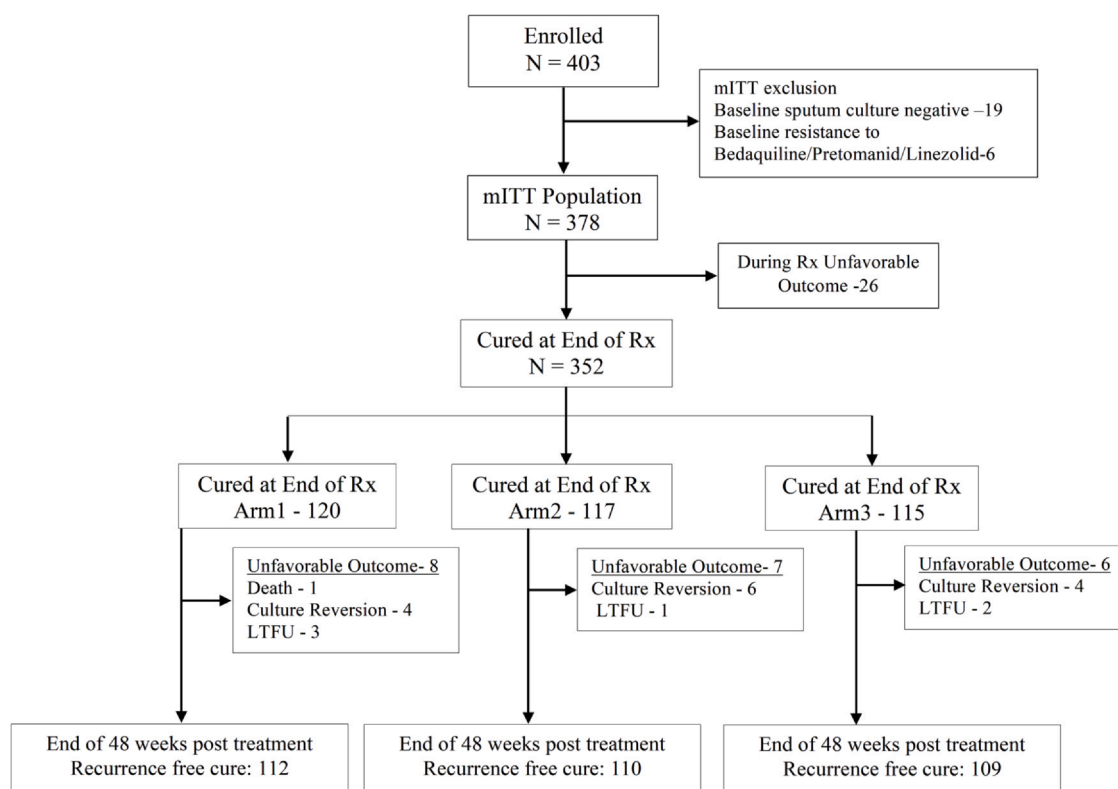 Enrolled
N = 403
mITT exclusion
Baseline sputum culture negative –19
Baseline resistance to
Bedaquiline/Pretomanid/Linezolid-6
mITT Population
N = 378
During Rx Unfavorable
Outcome -26
Cured at End of Rx
N = 352
Cured at End of Rx
Arm1 - 120
Cured at End of Rx
Arm2 - 117
Cured at End of Rx
Arm3 - 115
Unfavorable Outcome- 8
Death - 1
Culture Reversion - 4
LTFU - 3
Unfavorable Outcome- 7
Culture Reversion - 6
LTFU - 1
Unfavorable Outcome- 6
Culture Reversion - 4
LTFU - 2
End of 48 weeks post treatment
Recurrence free cure: 112
End of 48 weeks post treatment
Recurrence free cure: 110
End of 48 weeks post treatment
Recurrence free cure: 109